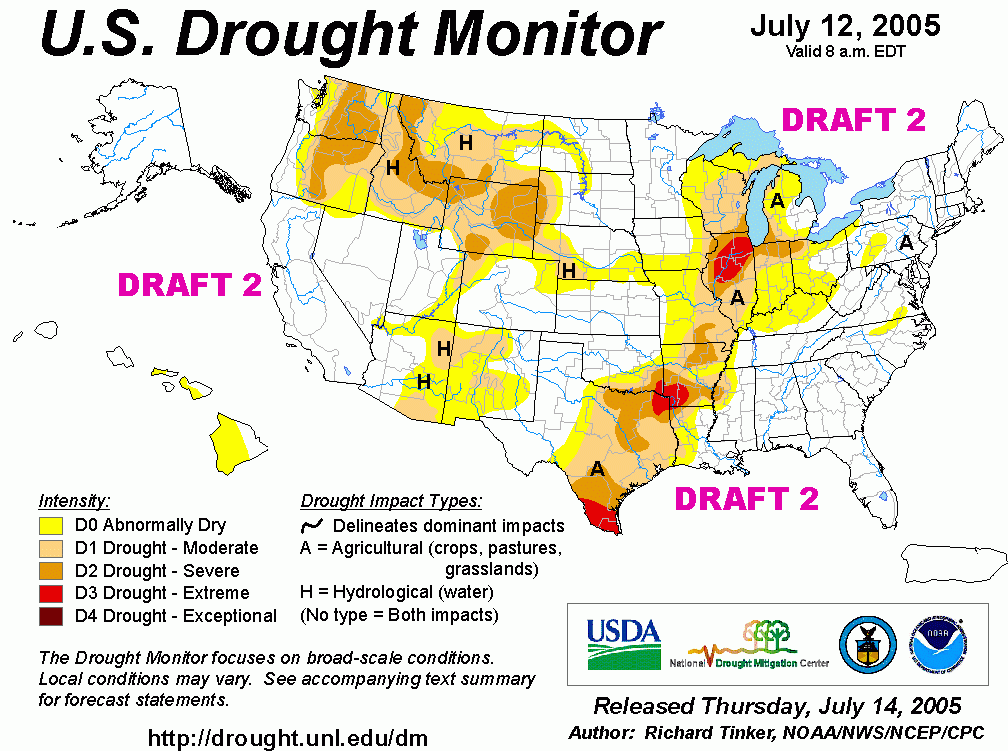 U.S. Drought Monitor
July 12, 2005
Valid 8 a.m. EDT
DRAFT 2
H
H
A
A
DRAFT 2
H
A
H
H
A
DRAFT 2
Intensity:
D0 Abnormally Dry
D1 Drought - Moderate
D2 Drought - Severe
D3 Drought - Extreme
D4 Drought - Exceptional
Drought Impact Types:
Delineates dominant impacts
A = Agricultural (crops, pastures,
grasslands)
H = Hydrological (water)
(No type = Both impacts)
The Drought Monitor focuses on broad-scale conditions.
Local conditions may vary. See accompanying text summary
for forecast statements.
http://drought.unl.edu/dm
USDA
National Drought Mitigation Center
NOAA
Released Thursday, July 14, 2005
Author: Richard Tinker, NOAA/NWS/NCEP/CPC